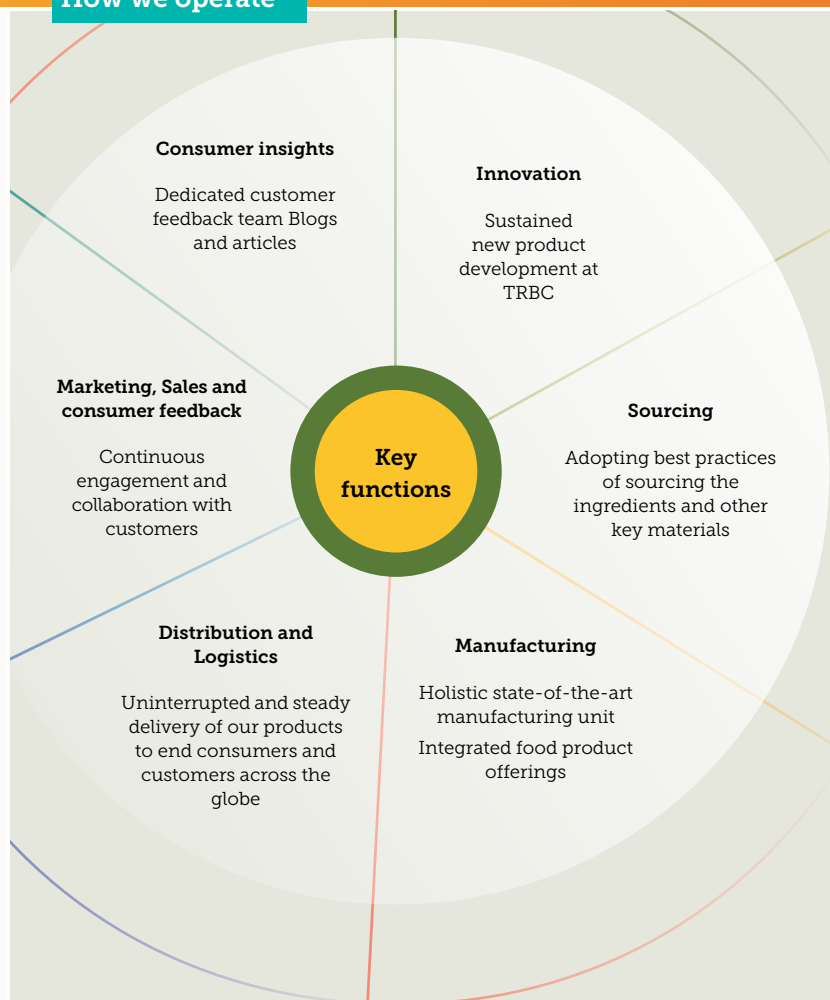 How we operate
Consumer insights
Dedicated customer
feedback team Blogs
and articles
Innovation
Sustained
new product
development at
TRBC
Marketing, Sales and
consumer feedback
Continuous
engagement and
collaboration with
customers
Key
functions
Sourcing
Adopting best practices
of sourcing the
ingredients and other
key materials
Distribution and
Logistics
Uninterrupted and steady
delivery of our products
to end consumers and
customers across the
globe
Manufacturing
Holistic state-of-the-art
manufacturing unit
Integrated food product
offerings